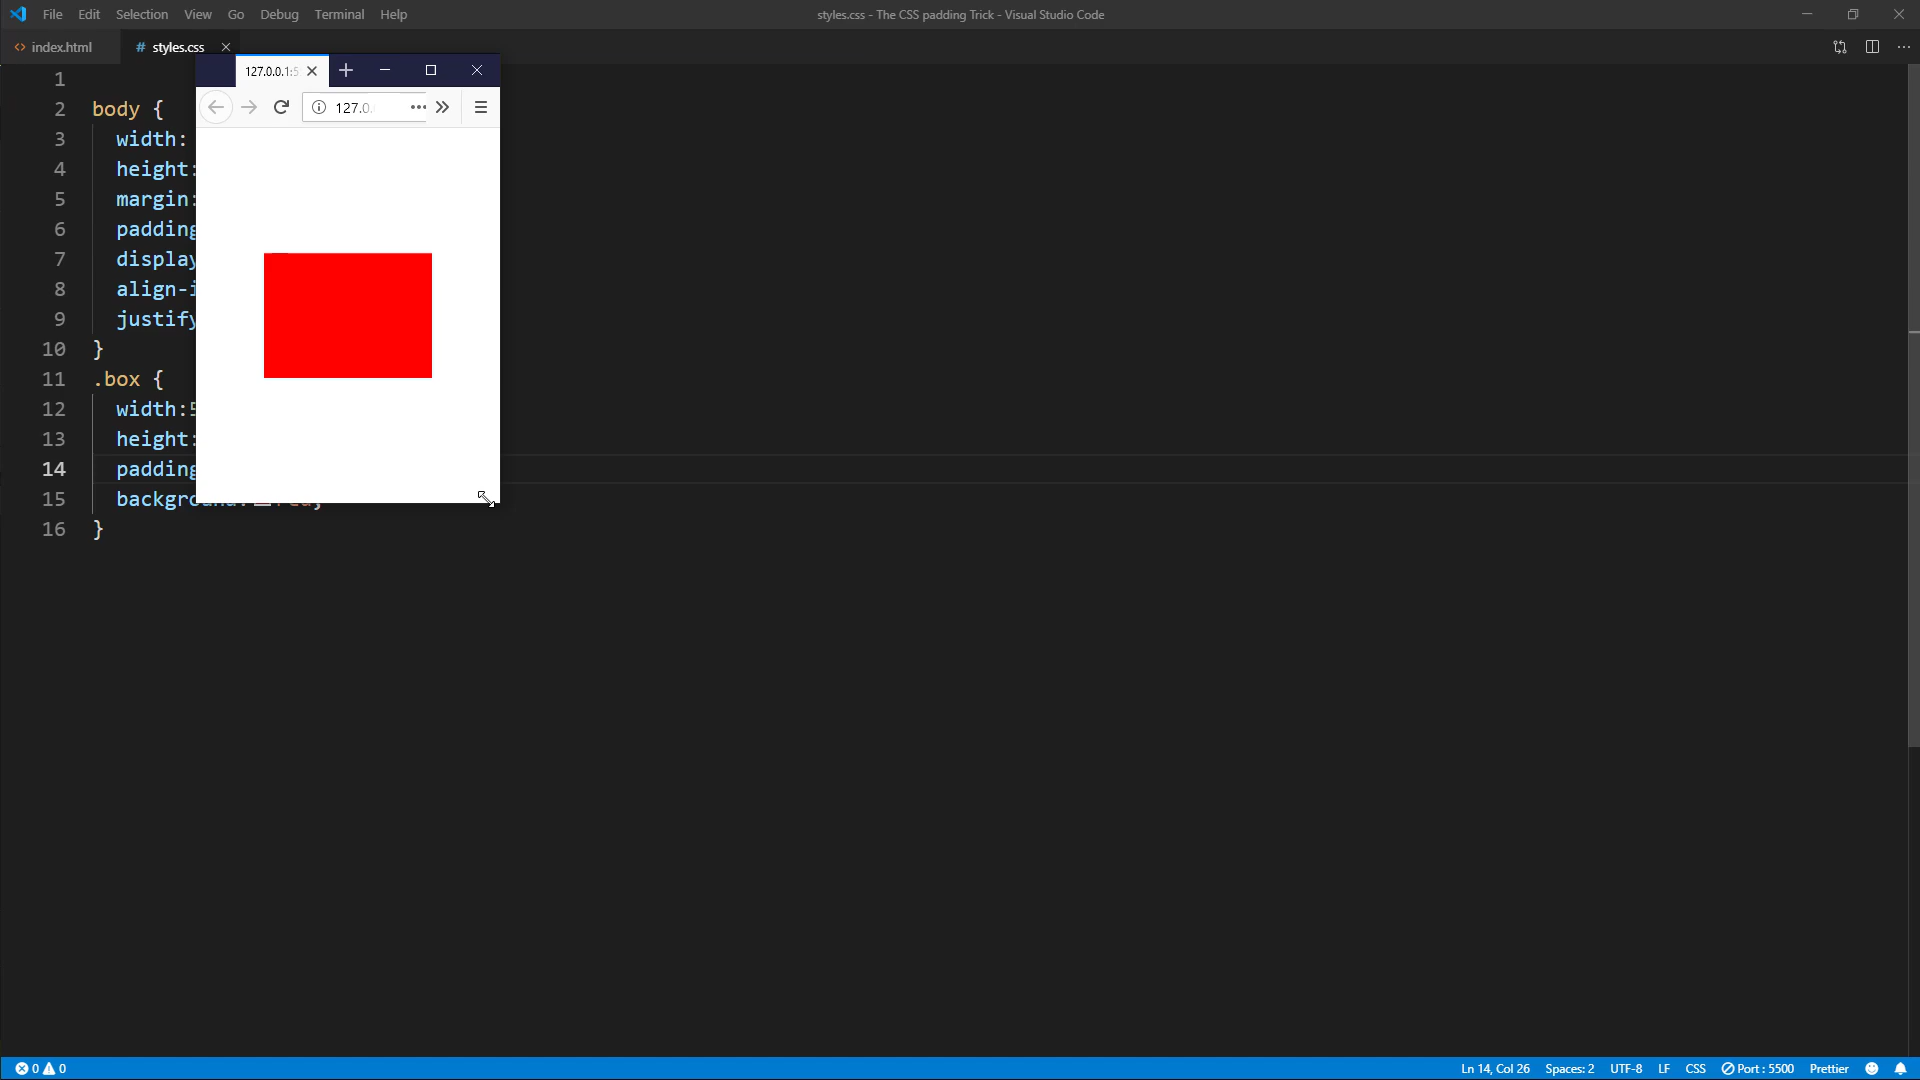 File Edit Selection View Go Debug Terminal Help
styles.css - The CSS padding Trick - Visual Studio Code
<> index.html
# styles.css
127.0.0.1:5
127.0.
1
2 body {
3 width:
4 height:
5 margin:
6 padding
7 display
8 align-i
9 justify
10 }
11 .box {
12 width:5
13 height:
14 padding
15 background: red;
16 }
0 0
Ln 14, Col 26 Spaces: 2 UTF-8 LF CSS Port : 5500 Prettier